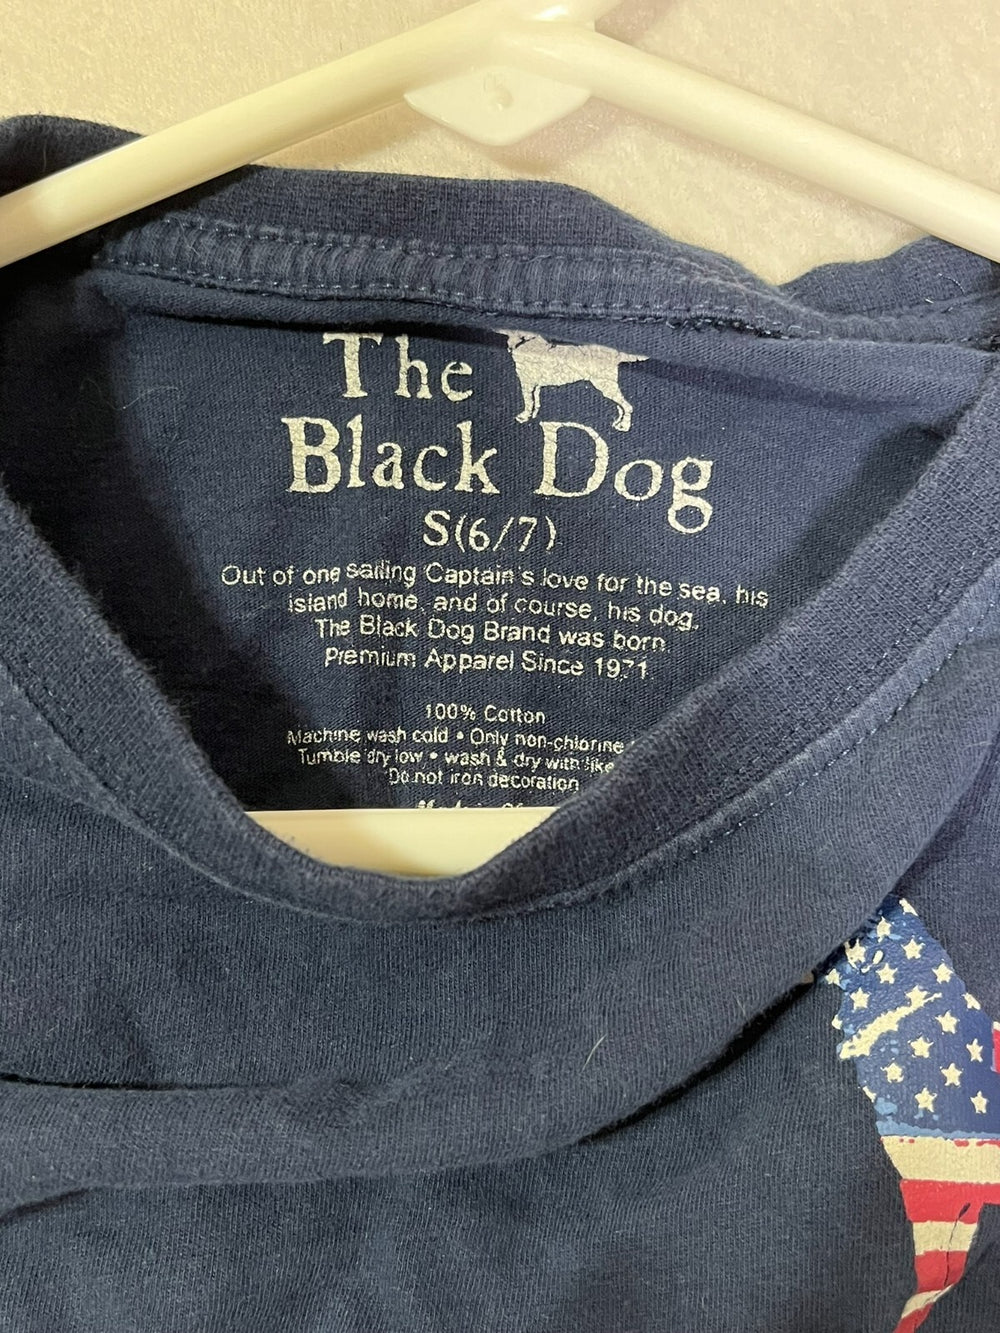 The
Black Dog
S(6/7)
Out of one sailing Captain's love for the sea, his
island home, and of course, his dog,
The Black Dog Brand was born.
Premium Apparel Since 1971
100% Cotton
Machine wash cold • Only non-chlorine
Tumble dry low • wash & dry with like
Do not iron decoration